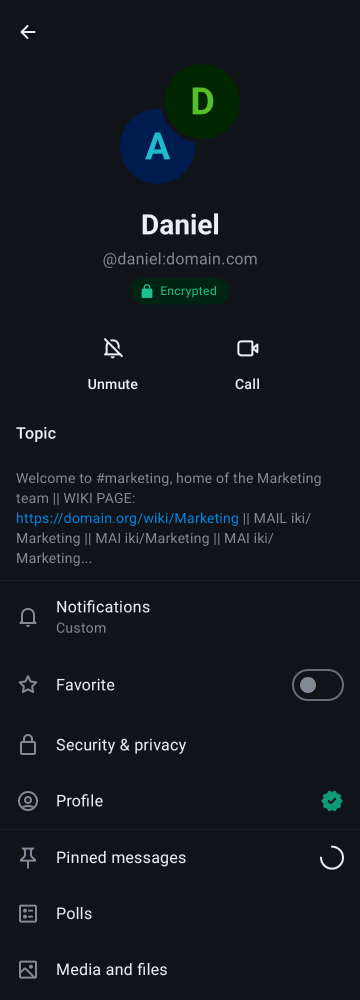 D
A
Daniel
@daniel:domain.com
Encrypted
Unmute
Call
Topic
Welcome to #marketing, home of the Marketing
team || WIKI PAGE:
https://domain.org/wiki/Marketing || MAIL iki/
Marketing || MAI iki/Marketing || MAI iki/
Marketing...
Notifications
Custom
Favorite
Security & privacy
Profile
Pinned messages
Polls
Media and files